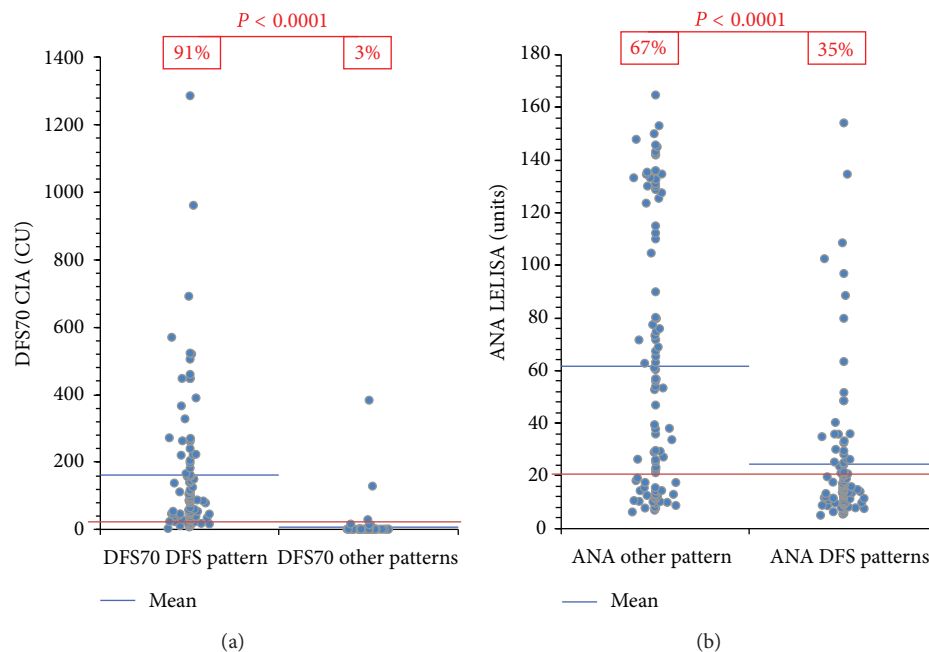 P < 0.0001
91%
3%
1400
1200
1000
800
600
400
200
0
DFS70 CIA (CU)
DFS70 DFS pattern
DFS70 other patterns
Mean
(a)
P < 0.0001
67%
35%
180
160
140
120
100
80
60
40
20
0
ANA LELISA (units)
ANA other pattern
ANA DFS patterns
Mean
(b)